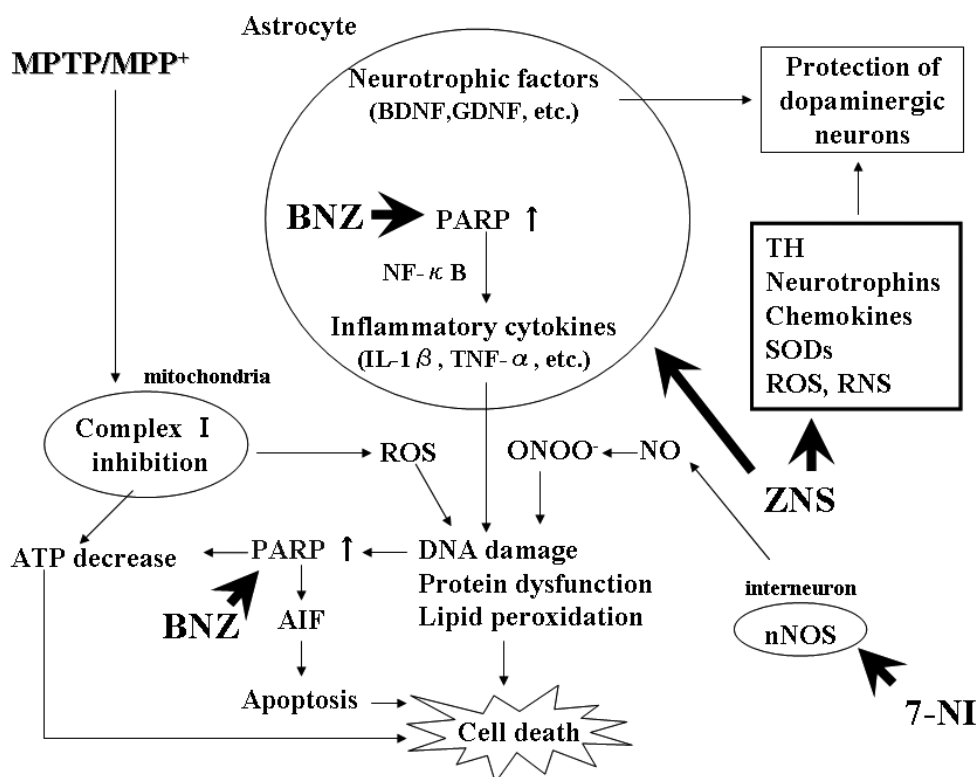 Astrocyte
MPTP/MPP⁺
Neurotrophic factors
(BDNF,GDNF, etc.)
Protection of
dopaminergic
neurons
BNZ
PARP ↑
NF-κB
Inflammatory cytokines
(IL-1β, TNF-α, etc.)
TH
Neurotrophins
Chemokines
SODs
ROS, RNS
mitochondria
Complex I
inhibition
ROS
ONOO⁻
NO
ZNS
ATP decrease
PARP ↑
DNA damage
Protein dysfunction
Lipid peroxidation
BNZ
AIF
interneuron
nNOS
Apoptosis
7-NI
Cell death